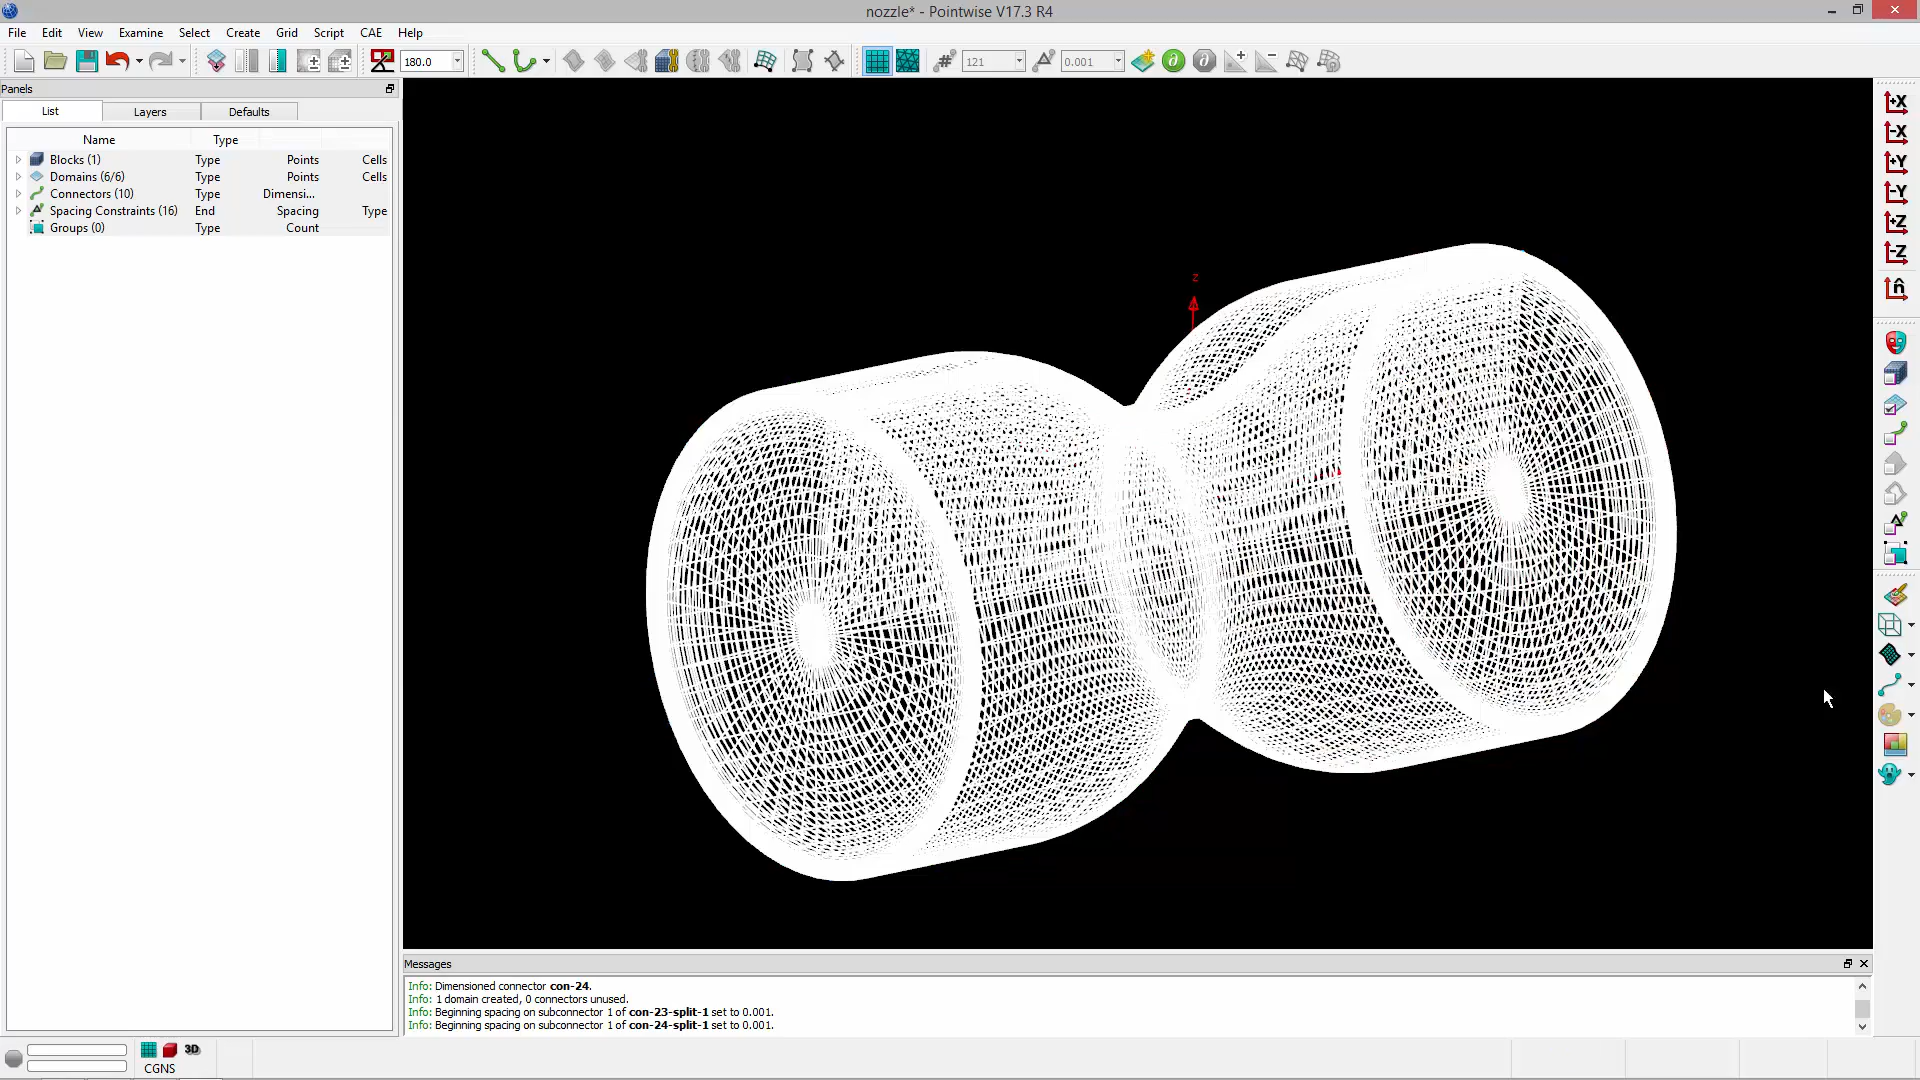 nozzle* - Pointwise V17.3 R4
File Edit View Examine Select Create Grid Script CAE Help
180.0 121 0.001
Panels
List Layers Defaults
Name Type
Blocks (1) Type Points Cells
Domains (6/6) Type Points Cells
Connectors (10) Type Dimensi...
Spacing Constraints (16) End Spacing Type
Groups (0) Type Count
z
+X
-X
+Y
-Y
+Z
-Z
n̂
Messages
Info: Dimensioned connector con-24.
Info: 1 domain created, 0 connectors unused.
Info: Beginning spacing on subconnector 1 of con-23-split-1 set to 0.001.
Info: Beginning spacing on subconnector 1 of con-24-split-1 set to 0.001.
3D
CGNS